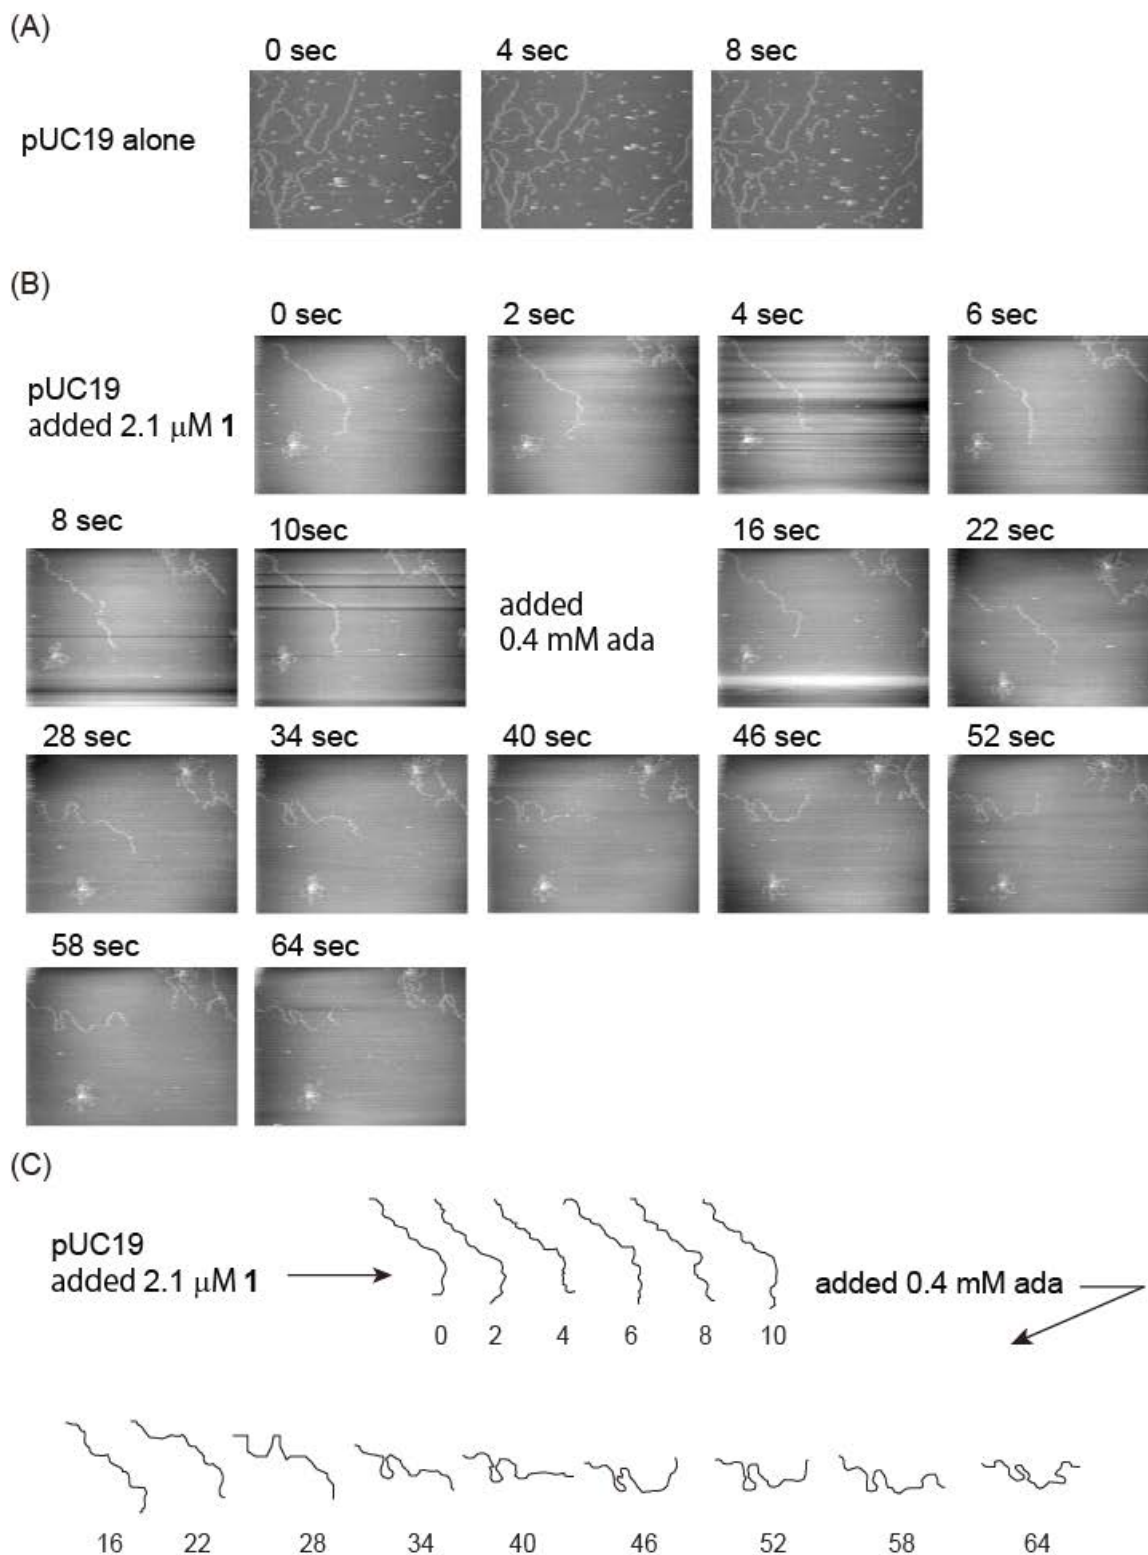 (A)
0 sec 4 sec 8 sec
pUC19 alone
(B)
0 sec 2 sec 4 sec 6 sec
pUC19
added 2.1 μM 1
8 sec 10sec 16 sec 22 sec
added
0.4 mM ada
28 sec 34 sec 40 sec 46 sec 52 sec
58 sec 64 sec
(C)
pUC19
added 2.1 μM 1
added 0.4 mM ada
0 2 4 6 8 10
16 22 28 34 40 46 52 58 64